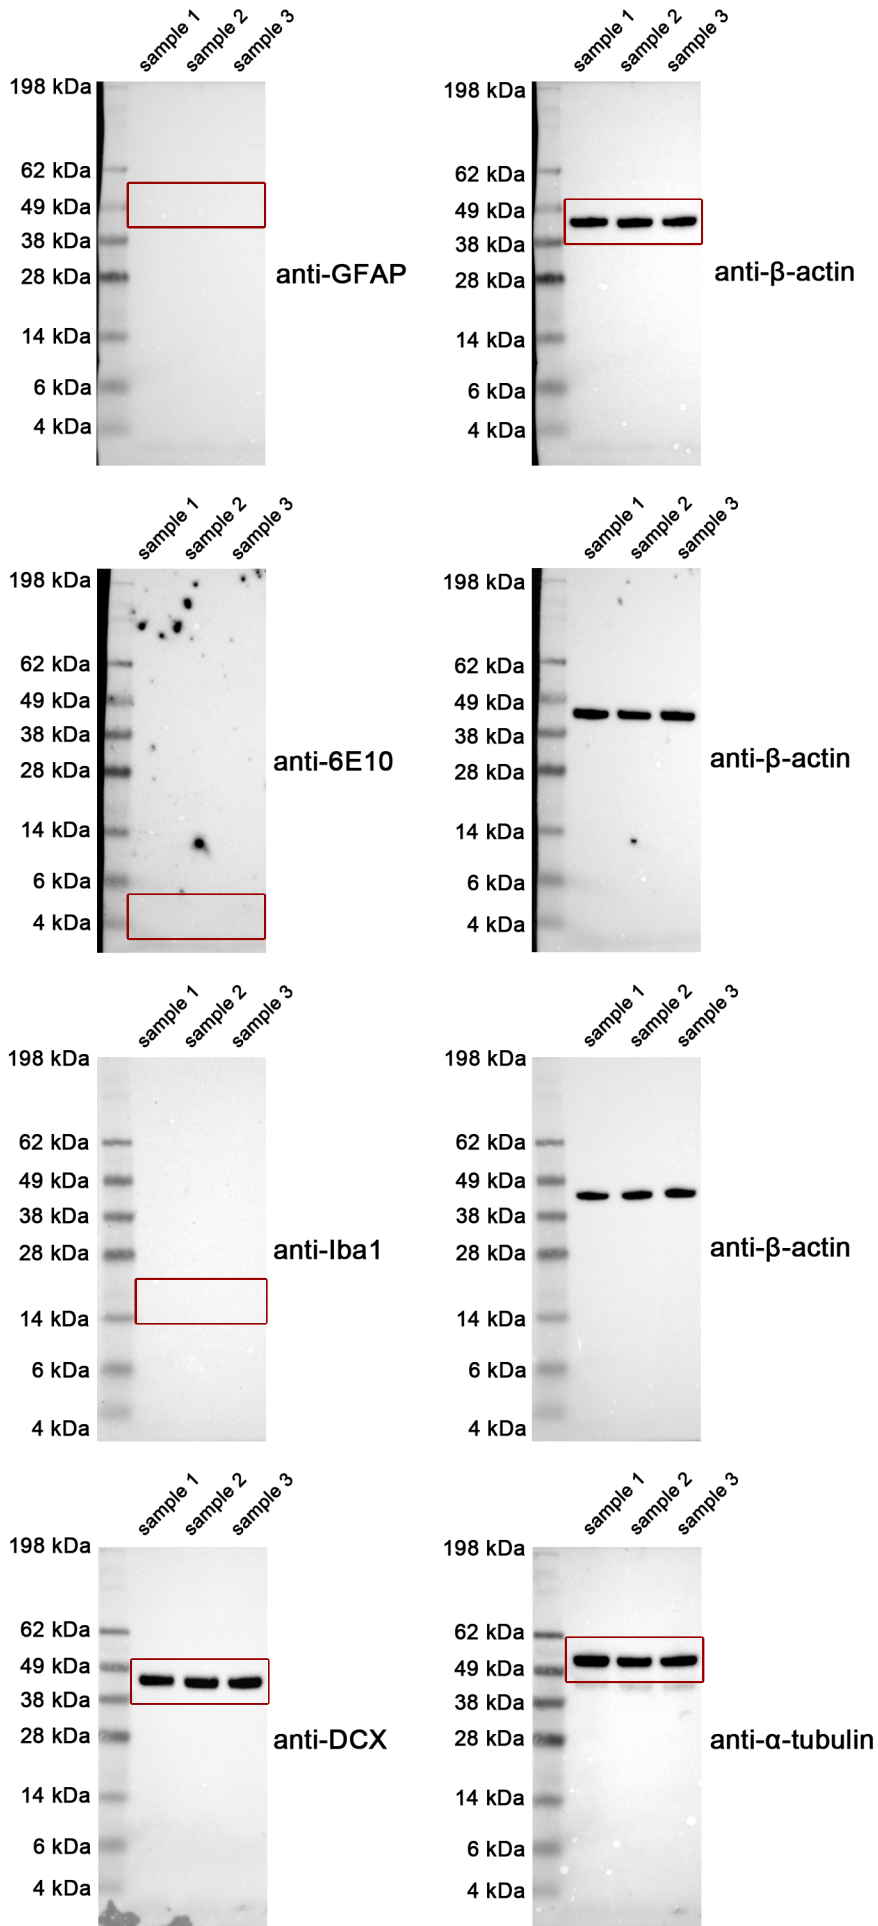 sample 1
sample 2
sample 3
198 kDa
62 kDa
49 kDa
38 kDa
28 kDa
14 kDa
6 kDa
4 kDa
anti-GFAP
sample 1
sample 2
sample 3
198 kDa
62 kDa
49 kDa
38 kDa
28 kDa
14 kDa
6 kDa
4 kDa
anti-β-actin
sample 1
sample 2
sample 3
198 kDa
62 kDa
49 kDa
38 kDa
28 kDa
14 kDa
6 kDa
4 kDa
anti-6E10
sample 1
sample 2
sample 3
198 kDa
62 kDa
49 kDa
38 kDa
28 kDa
14 kDa
6 kDa
4 kDa
anti-β-actin
sample 1
sample 2
sample 3
198 kDa
62 kDa
49 kDa
38 kDa
28 kDa
14 kDa
6 kDa
4 kDa
anti-Iba1
sample 1
sample 2
sample 3
198 kDa
62 kDa
49 kDa
38 kDa
28 kDa
14 kDa
6 kDa
4 kDa
anti-β-actin
sample 1
sample 2
sample 3
198 kDa
62 kDa
49 kDa
38 kDa
28 kDa
14 kDa
6 kDa
4 kDa
anti-DCX
sample 1
sample 2
sample 3
198 kDa
62 kDa
49 kDa
38 kDa
28 kDa
14 kDa
6 kDa
4 kDa
anti-α-tubulin